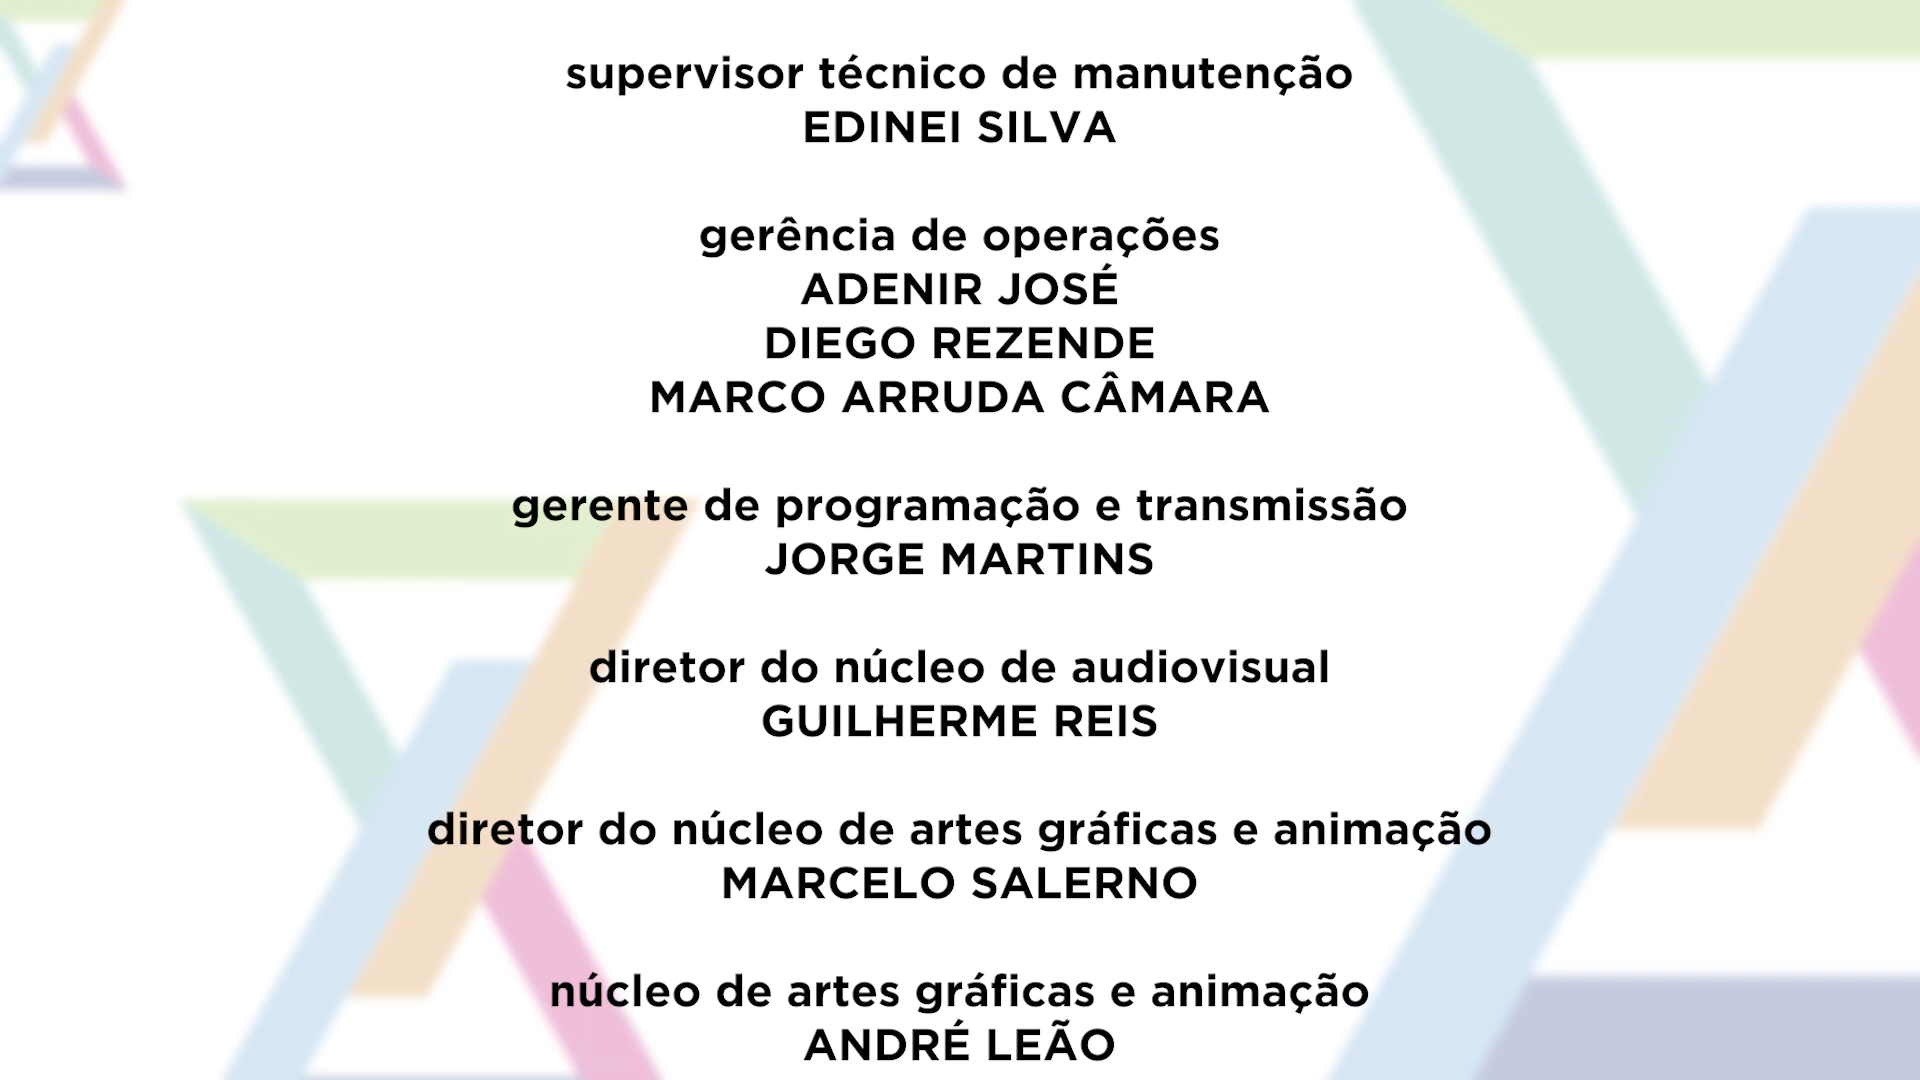 supervisor técnico de manutenção
EDINEI SILVA
gerência de operações
ADENIR JOSÉ
DIEGO REZENDE
MARCO ARRUDA CÂMARA
gerente de programação e transmissão
JORGE MARTINS
diretor do núcleo de audiovisual
GUILHERME REIS
diretor do núcleo de artes gráficas e animação
MARCELO SALERNO
núcleo de artes gráficas e animação
ANDRÉ LEÃO